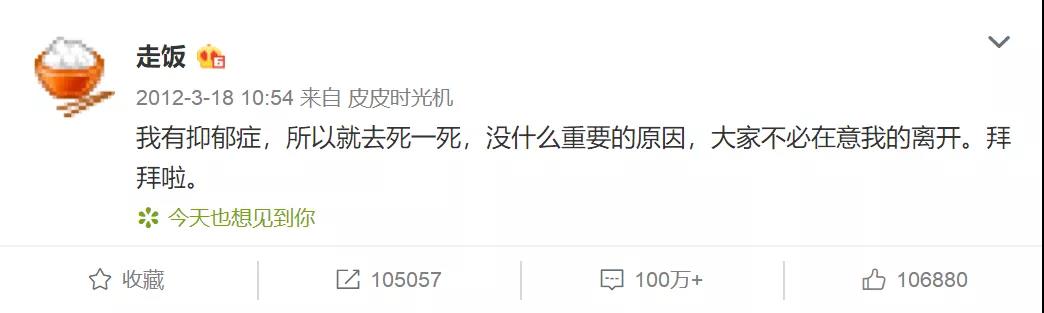 走饭
2012-3-18 10:54 来自 皮皮时光机
我有抑郁症，所以就去死一死，没什么重要的原因，大家不必在意我的离开。拜
拜啦。
今天也想见到你
收藏 105057 100万+ 106880